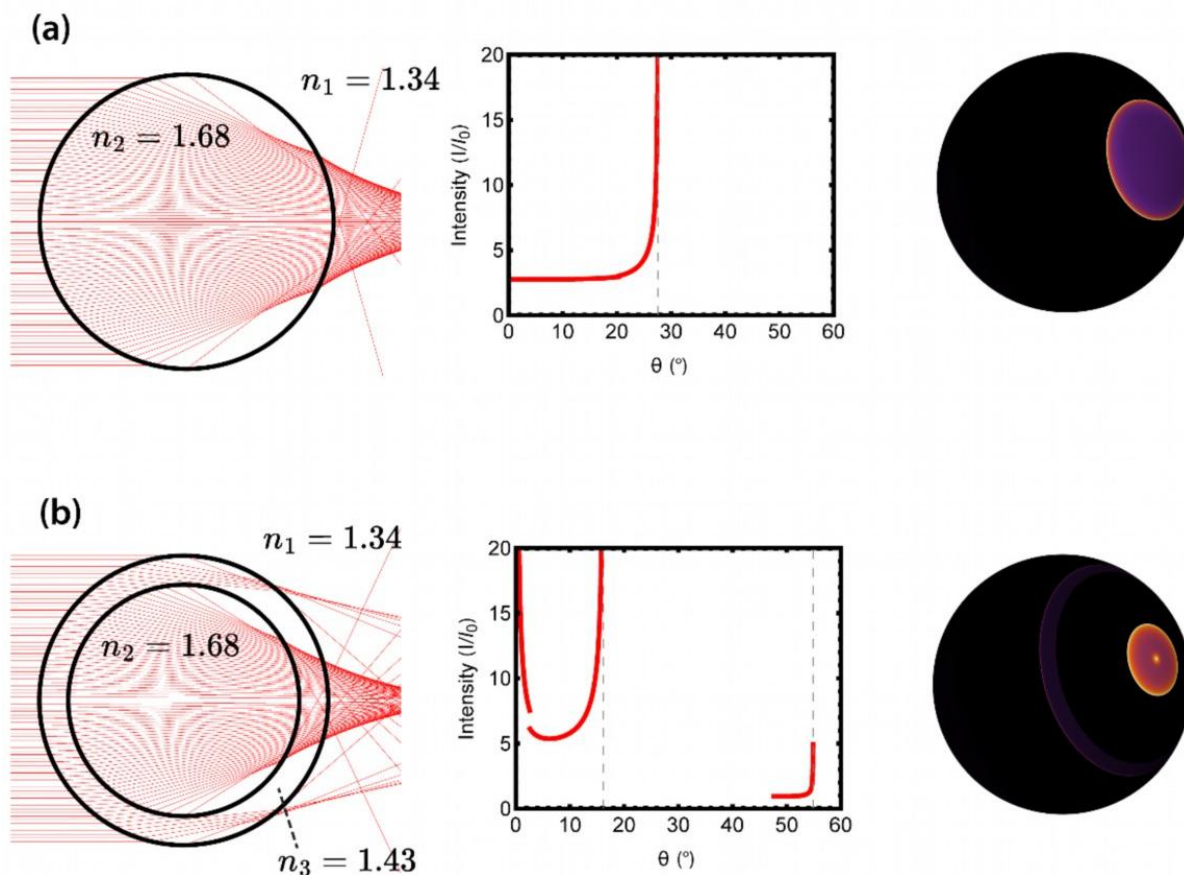 (a)
n₁ = 1.34
n₂ = 1.68
Intensity (I/I₀)
20
15
10
5
0
0 10 20 30 40 50 60
θ (°)
(b)
n₁ = 1.34
n₂ = 1.68
n₃ = 1.43
Intensity (I/I₀)
20
15
10
5
0
0 10 20 30 40 50 60
θ (°)